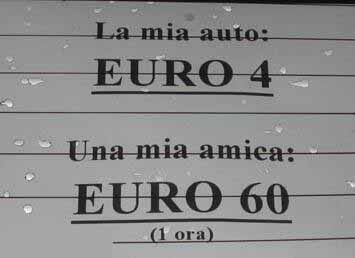 La mia auto:
EURO 4
Una mia amica:
EURO 60
(1 ora)